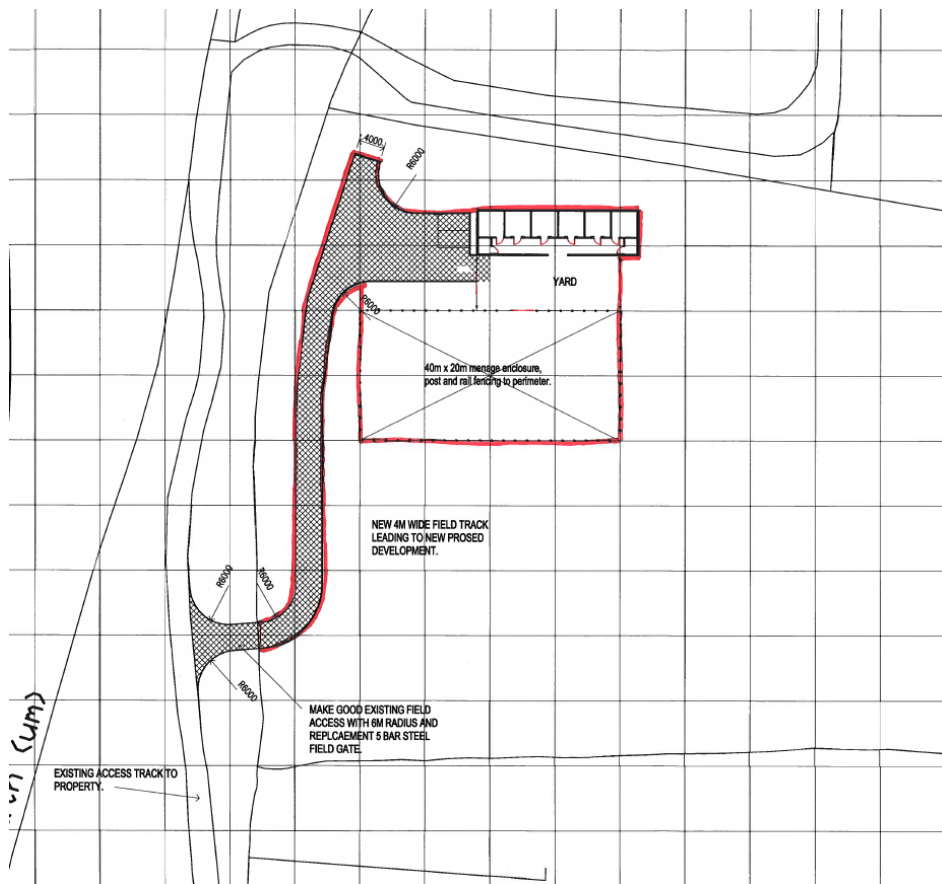 4000
R6000
YARD
R6000
40m x 20m menage enclosure,
post and rail fencing to perimeter.
NEW 4M WIDE FIELD TRACK
LEADING TO NEW PROSED
DEVELOPMENT.
R6000
R6000
R6000
MAKE GOOD EXISTING FIELD
ACCESS WITH 6M RADIUS AND
REPLCAEMENT 5 BAR STEEL
FIELD GATE.
(um)
EXISTING ACCESS TRACK TO
PROPERTY.